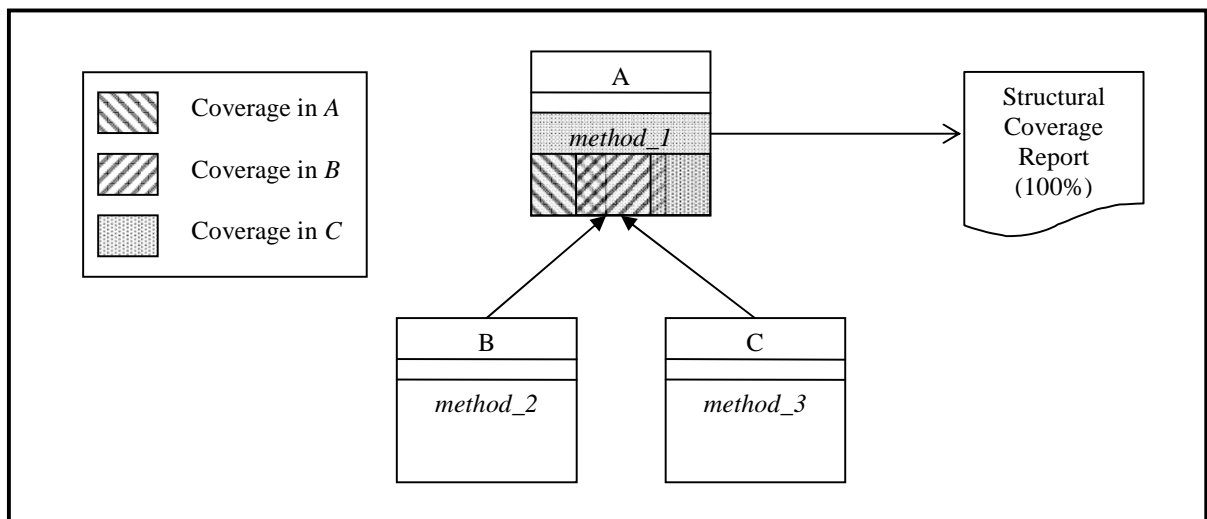 Coverage in A
Coverage in B
Coverage in C
A
method_1
Structural
Coverage
Report
(100%)
B
method_2
C
method_3